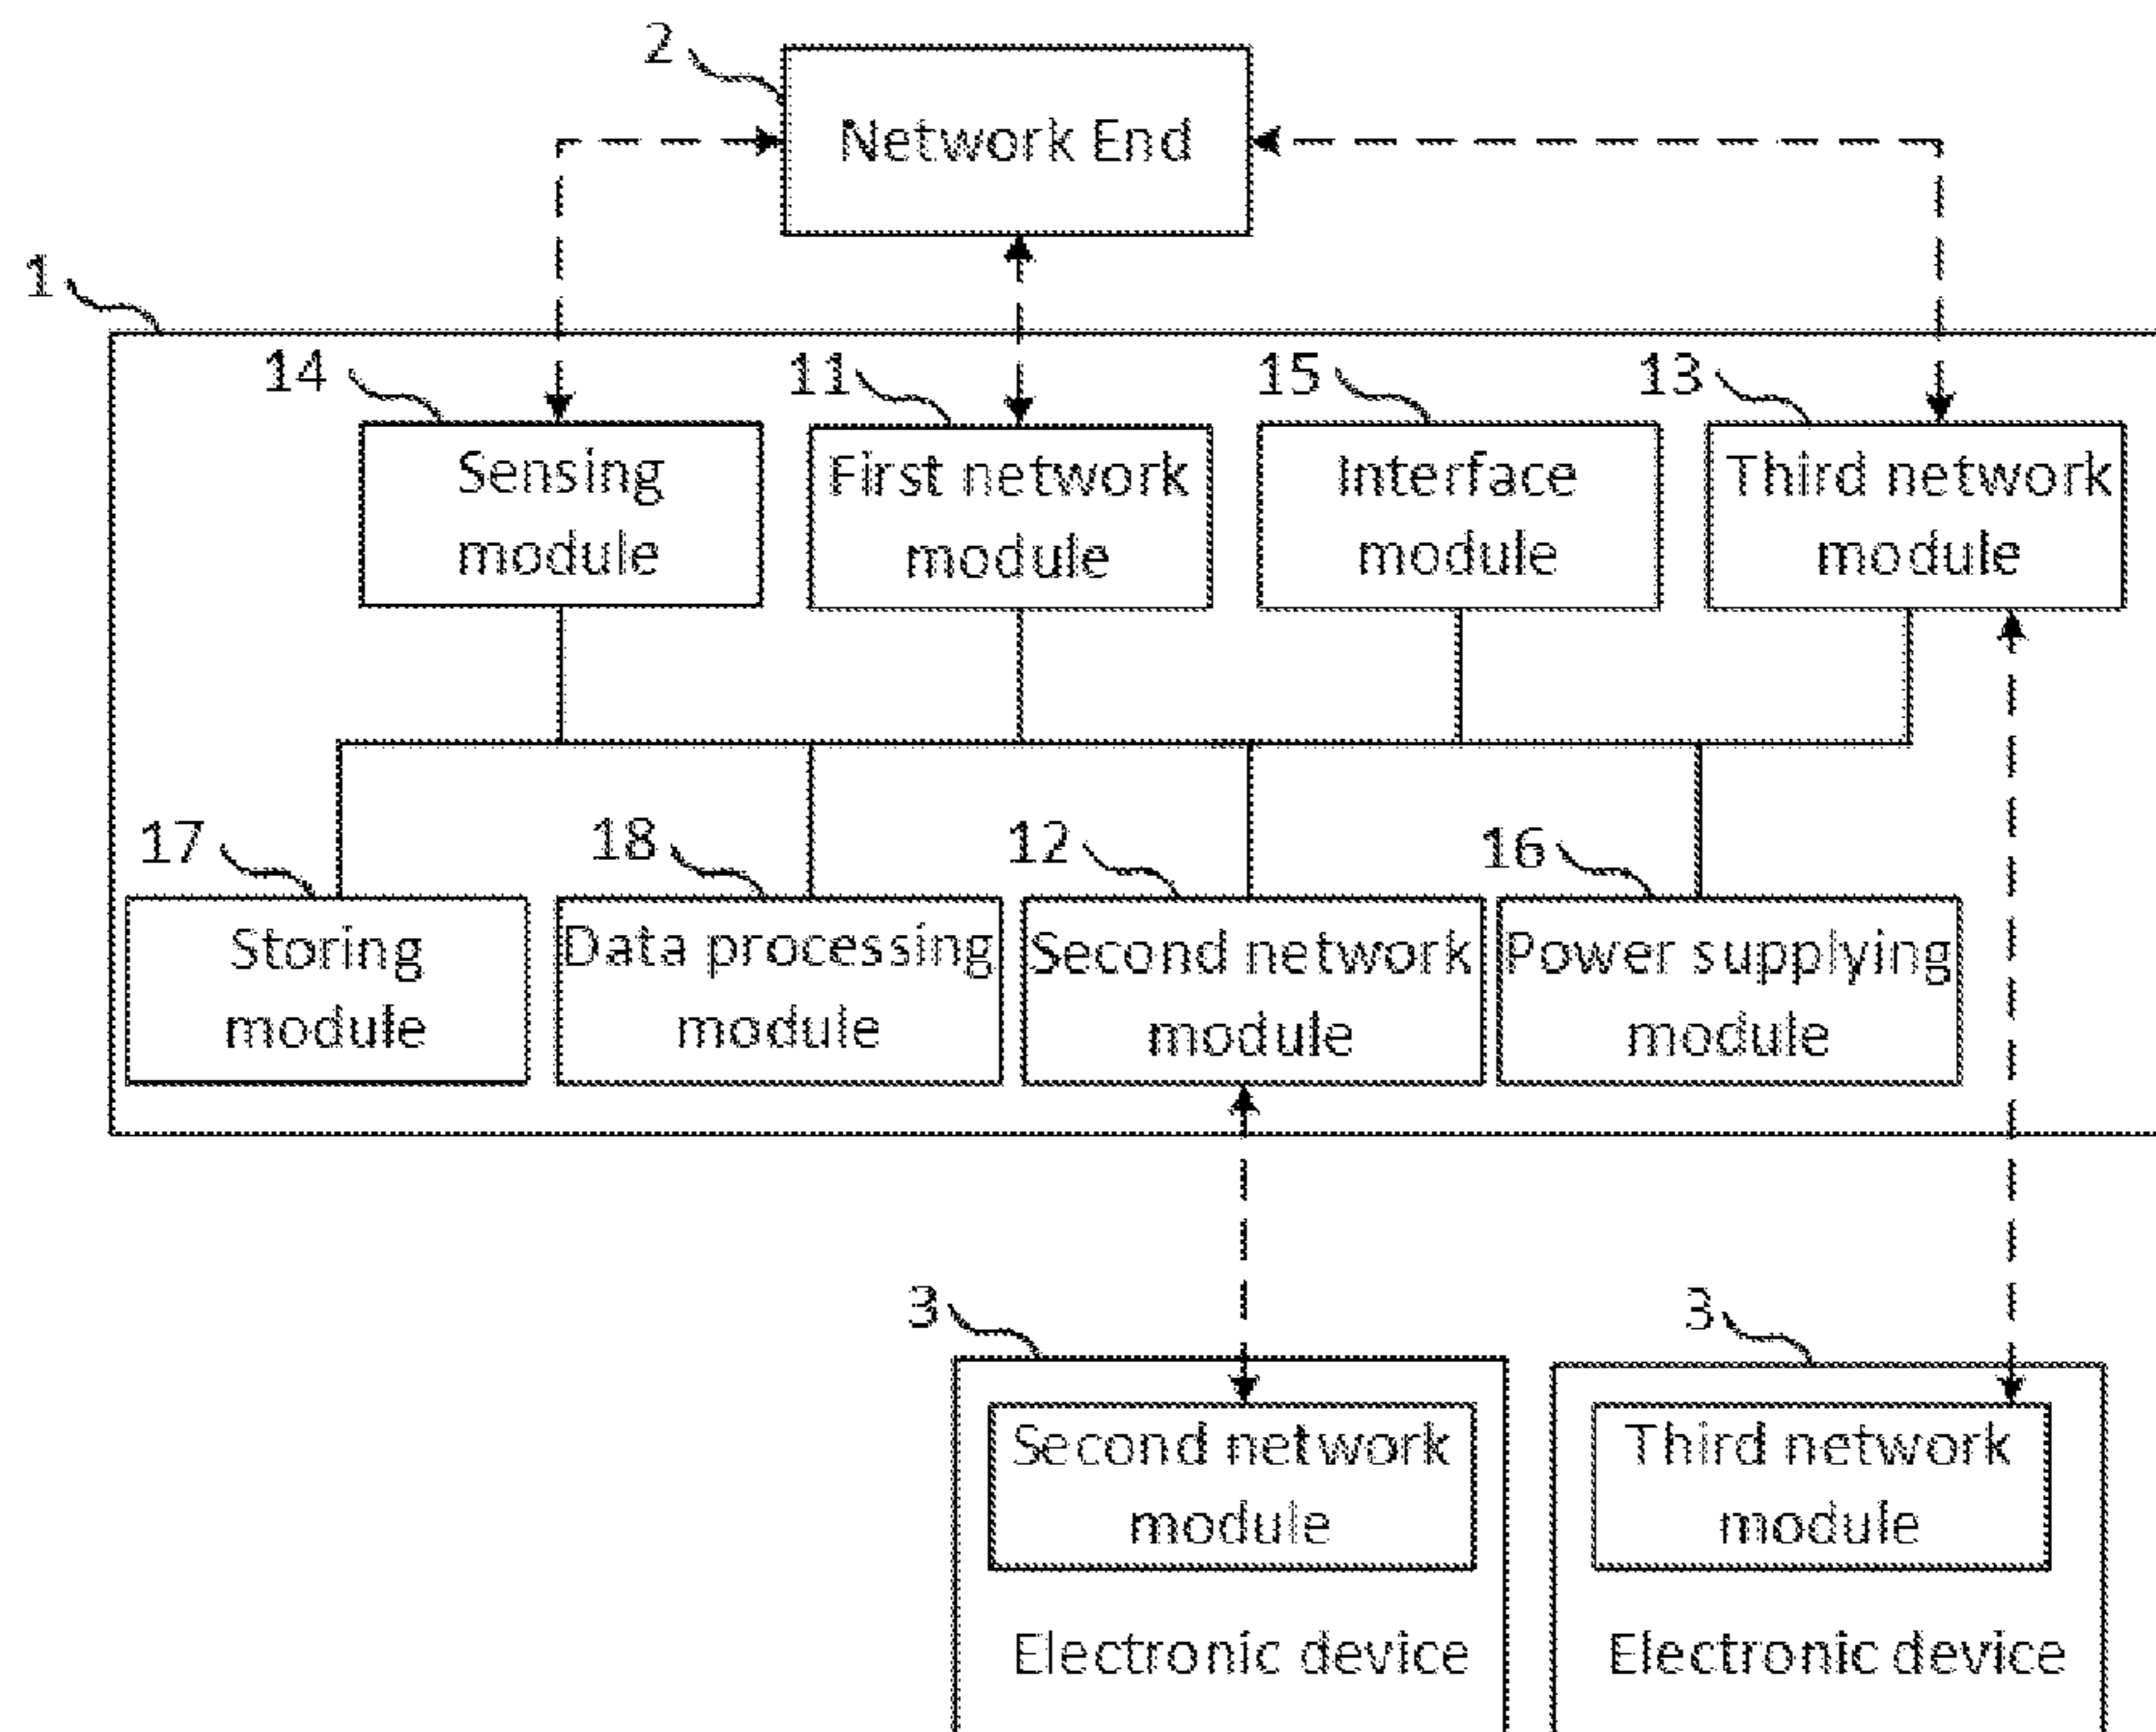 2
Network End
1
14
11
15
13
Sensing
module
First network
module
Interface
module
Third network
module
17
18
12
16
Storing
module
Data processing
module
Second network
module
Power supplying
module
3
3
Second network
module
Third network
module
Electronic device
Electronic device